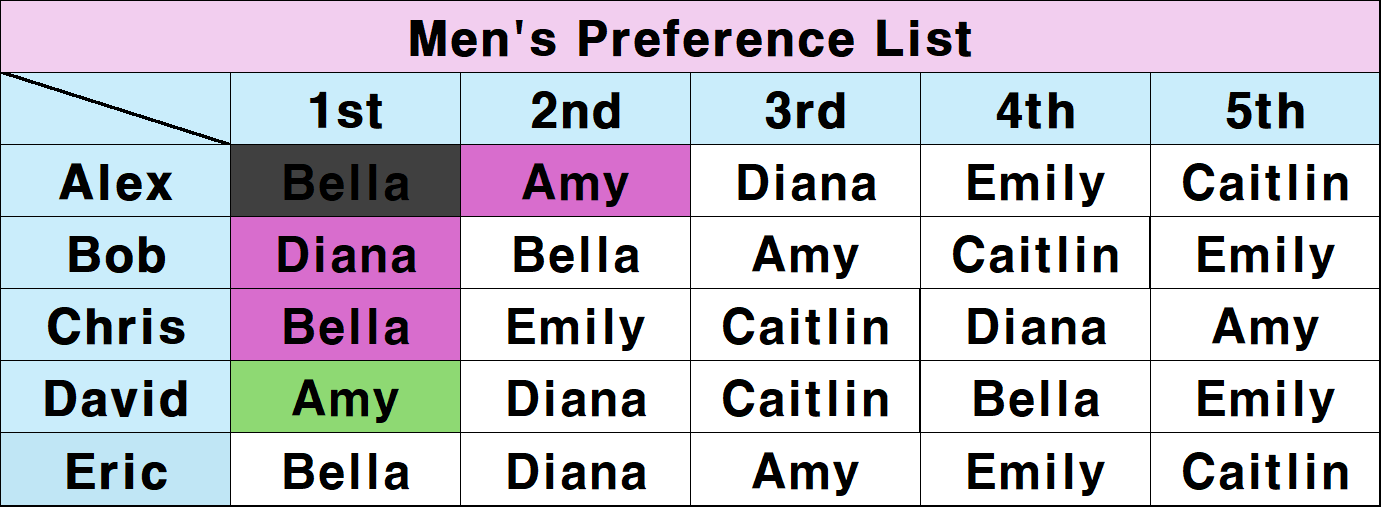 Men's Preference List
1st 2nd 3rd 4th 5th
Alex Bella Amy Diana Emily Caitlin
Bob Diana Bella Amy Caitlin Emily
Chris Bella Emily Caitlin Diana Amy
David Amy Diana Caitlin Bella Emily
Eric Bella Diana Amy Emily Caitlin